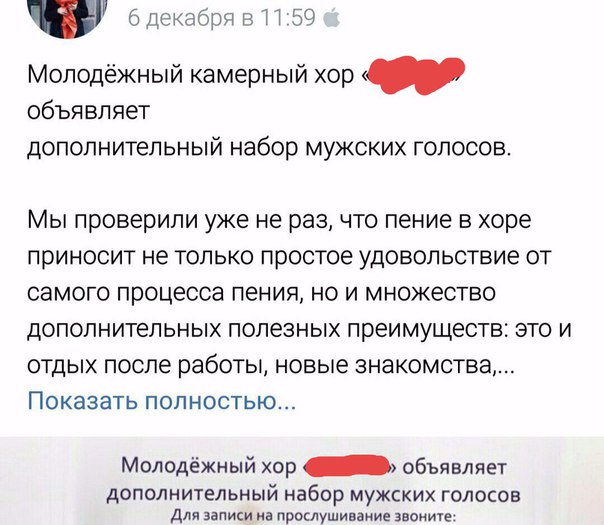 6 декабря в 11:59
Молодёжный камерный хор « »
объявляет
дополнительный набор мужских голосов.
Мы проверили уже не раз, что пение в хоре
приносит не только простое удовольствие от
самого процесса пения, но и множество
дополнительных полезных преимуществ: это и
отдых после работы, новые знакомства,...
Показать полностью...
Молодёжный хор « » объявляет
дополнительный набор мужских голосов
Для записи на прослушивание звоните: